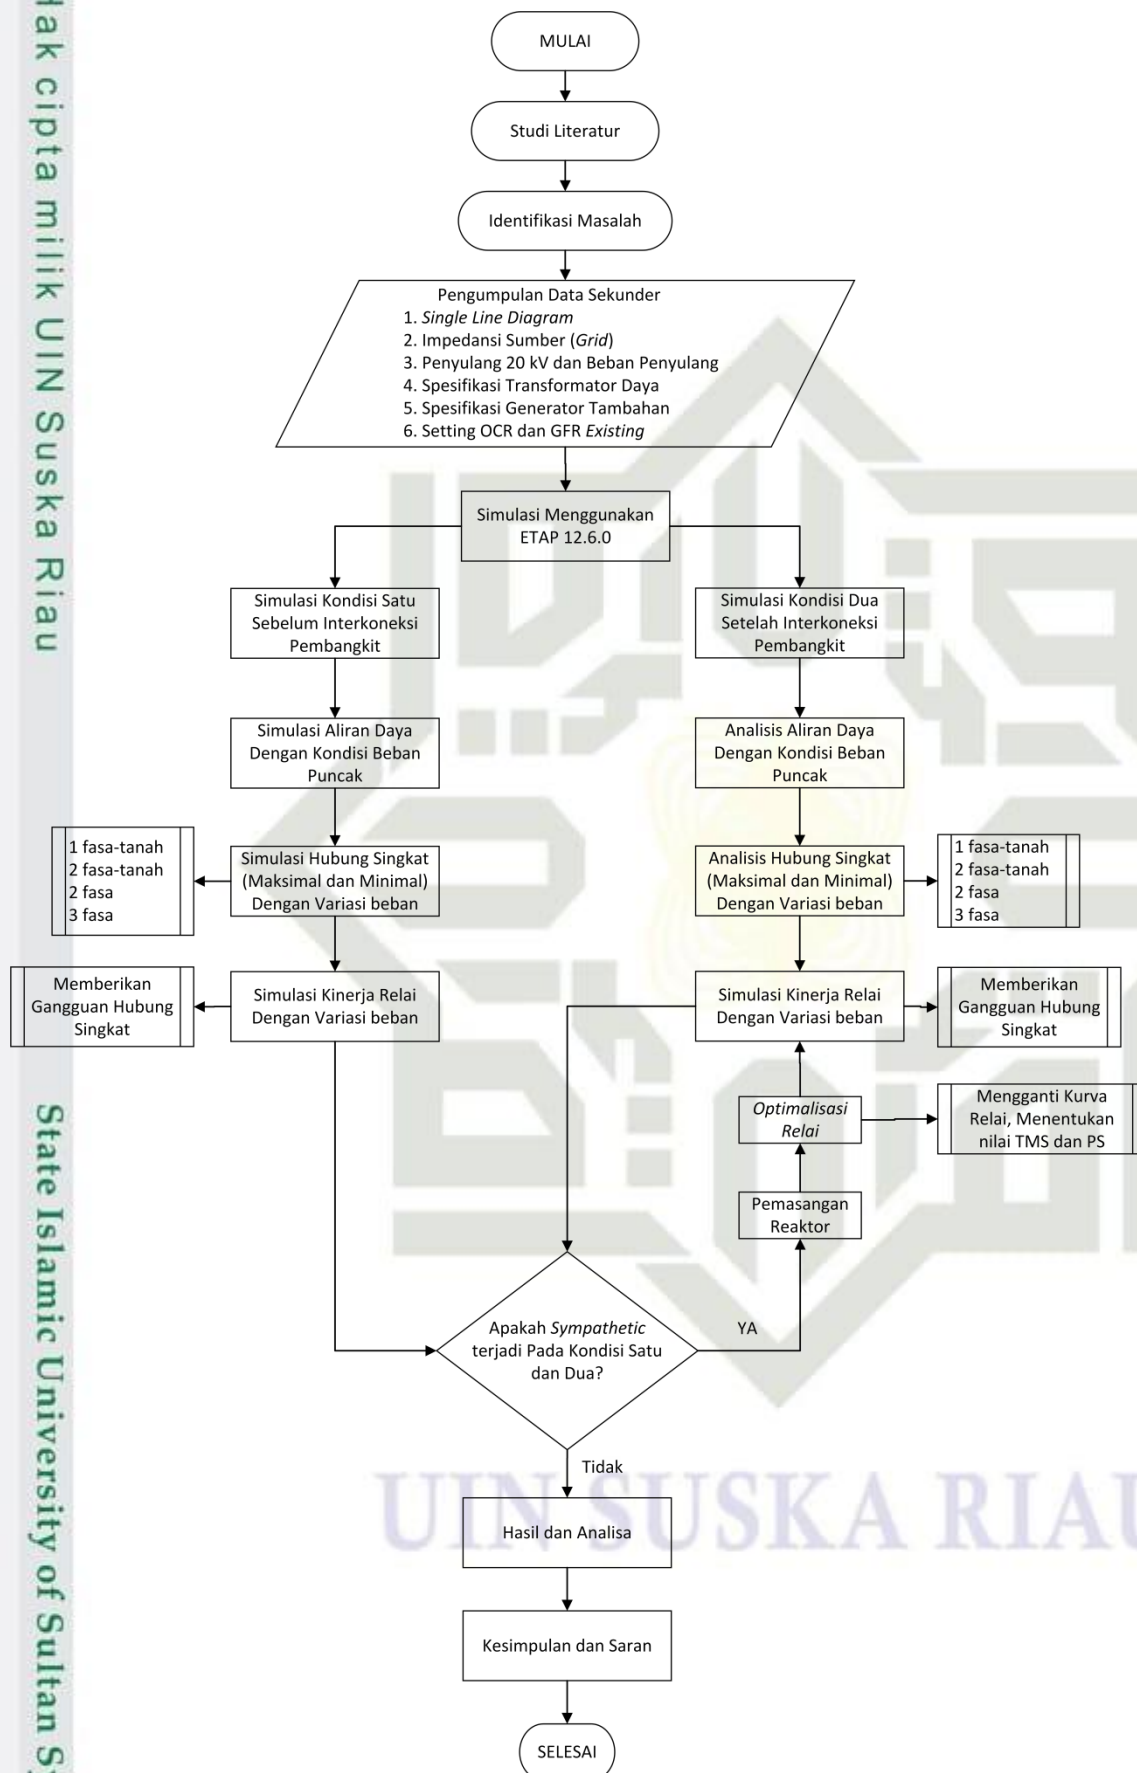 Hak cipta milik UIN Suska Riau
State Islamic University of Sultan
MULAI
Studi Literatur
Identifikasi Masalah
Pengumpulan Data Sekunder
1. Single Line Diagram
2. Impedansi Sumber (Grid)
3. Penyulang 20 kV dan Beban Penyulang
4. Spesifikasi Transformator Daya
5. Spesifikasi Generator Tambahan
6. Setting OCR dan GFR Existing
Simulasi Menggunakan
ETAP 12.6.0
Simulasi Kondisi Satu
Sebelum Interkoneksi
Pembangkit
Simulasi Kondisi Dua
Setelah Interkoneksi
Pembangkit
Simulasi Aliran Daya
Dengan Kondisi Beban
Puncak
Analisis Aliran Daya
Dengan Kondisi Beban
Puncak
1 fasa-tanah
2 fasa-tanah
2 fasa
3 fasa
Simulasi Hubung Singkat
(Maksimal dan Minimal)
Dengan Variasi beban
Analisis Hubung Singkat
(Maksimal dan Minimal)
Dengan Variasi beban
1 fasa-tanah
2 fasa-tanah
2 fasa
3 fasa
Memberikan
Gangguan Hubung
Singkat
Simulasi Kinerja Relai
Dengan Variasi beban
Simulasi Kinerja Relai
Dengan Variasi beban
Memberikan
Gangguan Hubung
Singkat
Optimalisasi
Relai
Mengganti Kurva
Relai, Menentukan
nilai TMS dan PS
Pemasangan
Reaktor
Apakah Sympathetic
terjadi Pada Kondisi Satu
dan Dua?
YA
Tidak
UIN SUSKA RIAU
Hasil dan Analisa
Kesimpulan dan Saran
SELESAI